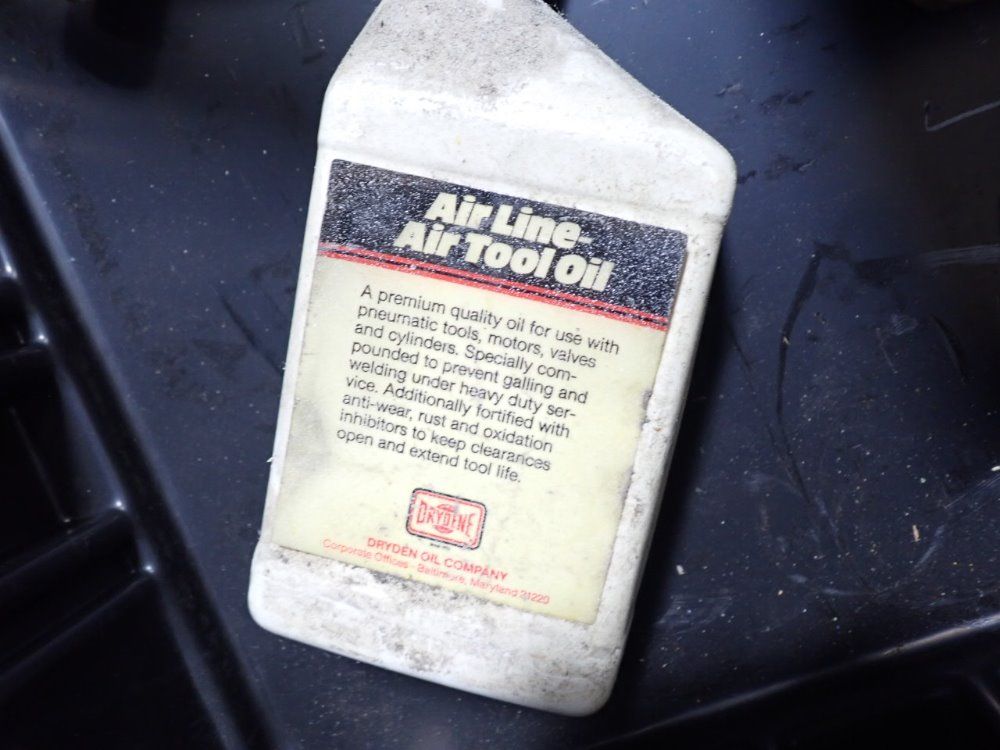 Air Line-
Air Tool Oil
A premium quality oil for use with
pneumatic tools, motors, valves
and cylinders. Specially com-
pounded to prevent galling and
welding under heavy duty ser-
vice. Additionally fortified with
anti-wear, rust and oxidation
inhibitors to keep clearances
open and extend tool life.
DRYDENE
DRYDEN OIL COMPANY
Corporate Offices - Baltimore, Maryland 21220